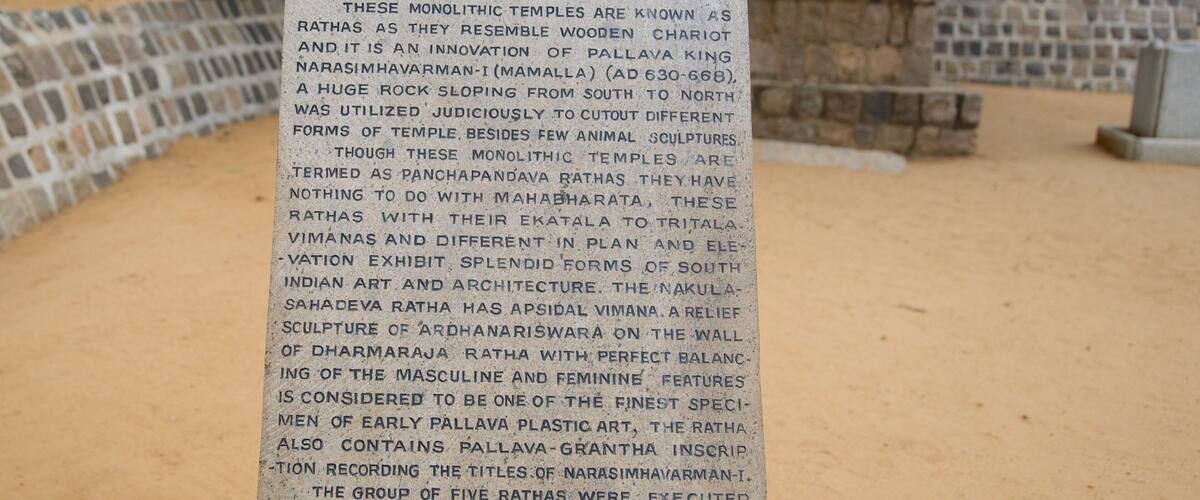 THESE MONOLITHIC TEMPLES ARE KNOWN AS
RATHAS AS THEY RESEMBLE WOODEN CHARIOT
AND IT IS AN INNOVATION OF PALLAVA KING
NARASIMHAVARMAN-I (MAMALLA) (AD 630-668),
A HUGE ROCK SLOPING FROM SOUTH TO NORTH
WAS UTILIZED JUDICIOUSLY TO CUTOUT DIFFERENT
FORMS OF TEMPLE, BESIDES FEW ANIMAL SCULPTURES.
THOUGH THESE MONOLITHIC TEMPLES ARE
TERMED AS PANCHAPANDAVA RATHAS THEY HAVE
NOTHING TO DO WITH MAHABHARATA, THESE
RATHAS WITH THEIR EKATALA TO TRITALA
VIMANAS AND DIFFERENT IN PLAN AND ELE-
-VATION EXHIBIT SPLENDID FORMS OF SOUTH
INDIAN ART AND ARCHITECTURE. THE NAKULA-
SAHADEVA RATHA HAS APSIDAL VIMANA. A RELIEF
SCULPTURE OF ARDHANARISWARA ON THE WALL
OF DHARMARAJA RATHA WITH PERFECT BALANC-
ING OF THE MASCULINE AND FEMININE FEATURES
IS CONSIDERED TO BE ONE OF THE FINEST SPECI-
MEN OF EARLY PALLAVA PLASTIC ART, THE RATHA
ALSO CONTAINS PALLAVA-GRANTHA INSCRIP
-TION RECORDING THE TITLES OF NARASIMHAVARMAN-I.
THE GROUP OF FIVE RATHAS WERE EXECUTED